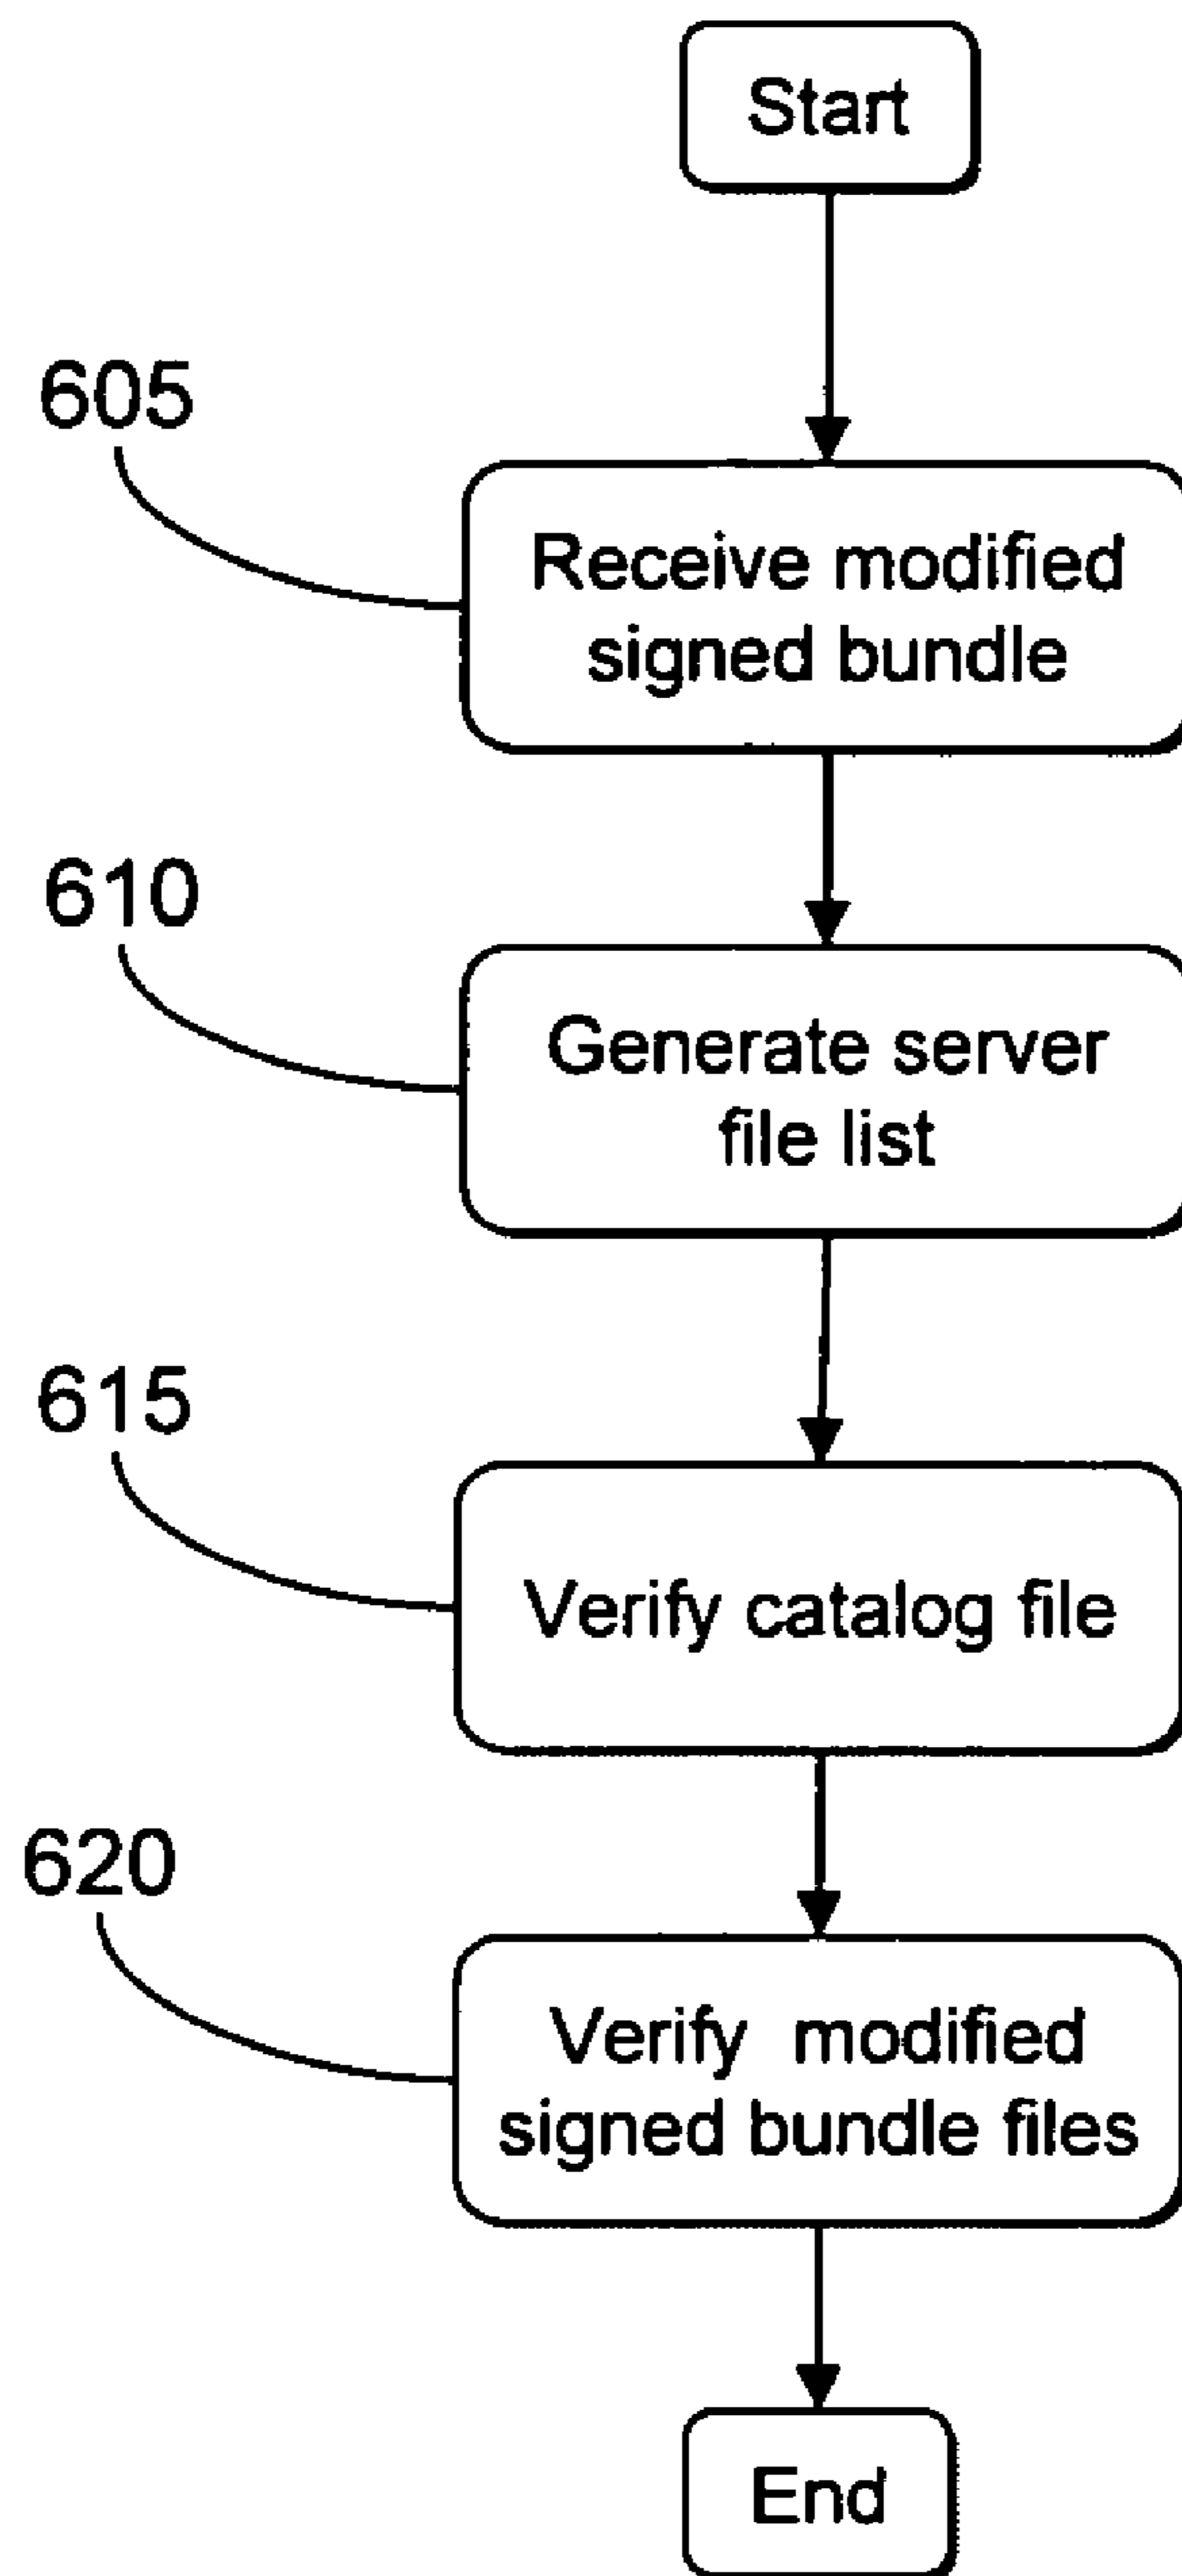 Start
605
Receive modified
signed bundle
610
Generate server
file list
615
Verify catalog file
620
Verify modified
signed bundle files
End